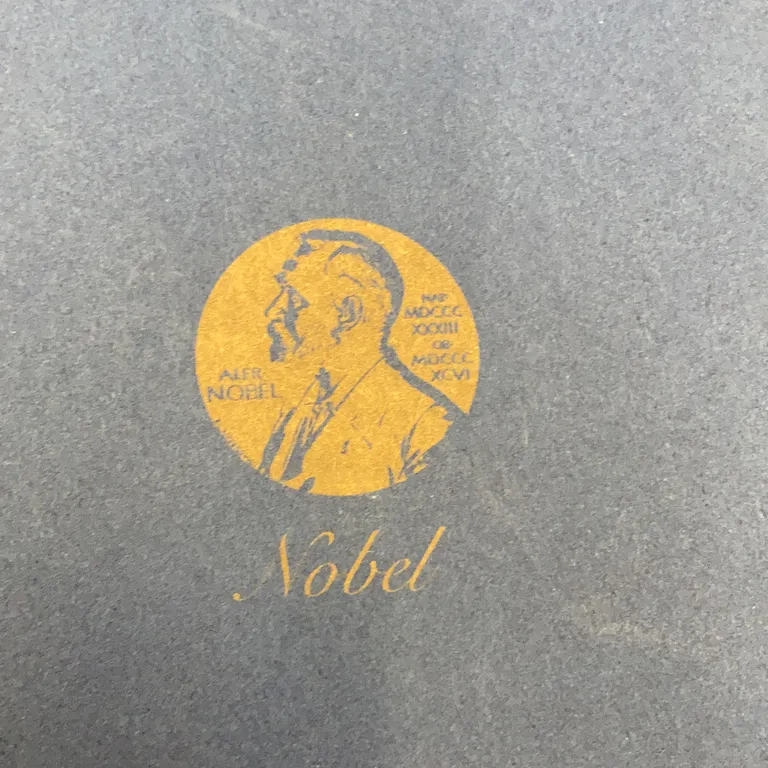 ALFR.
NOBEL
NAT.
MDCCC
XXXIII
OB.
MDCCC
XCVI
Nobel